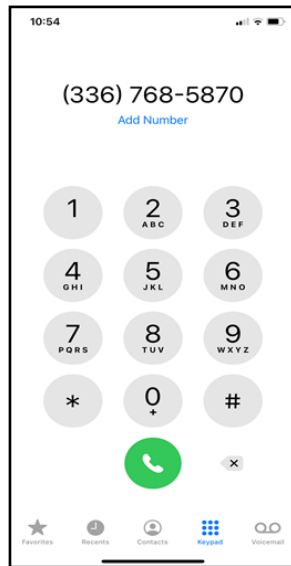 10:54
(336) 768-5870
Add Number
1 2 3
ABC DEF
4 5 6
GHI JKL MNO
7 8 9
PQRS TUV WXYZ
* 0 #
+
Favorites Recents Contacts Keypad Voicemail